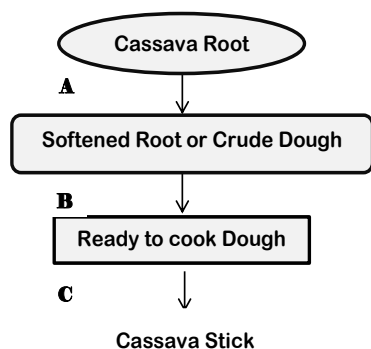 Cassava Root
A
Softened Root or Crude Dough
B
Ready to cook Dough
C
Cassava Stick